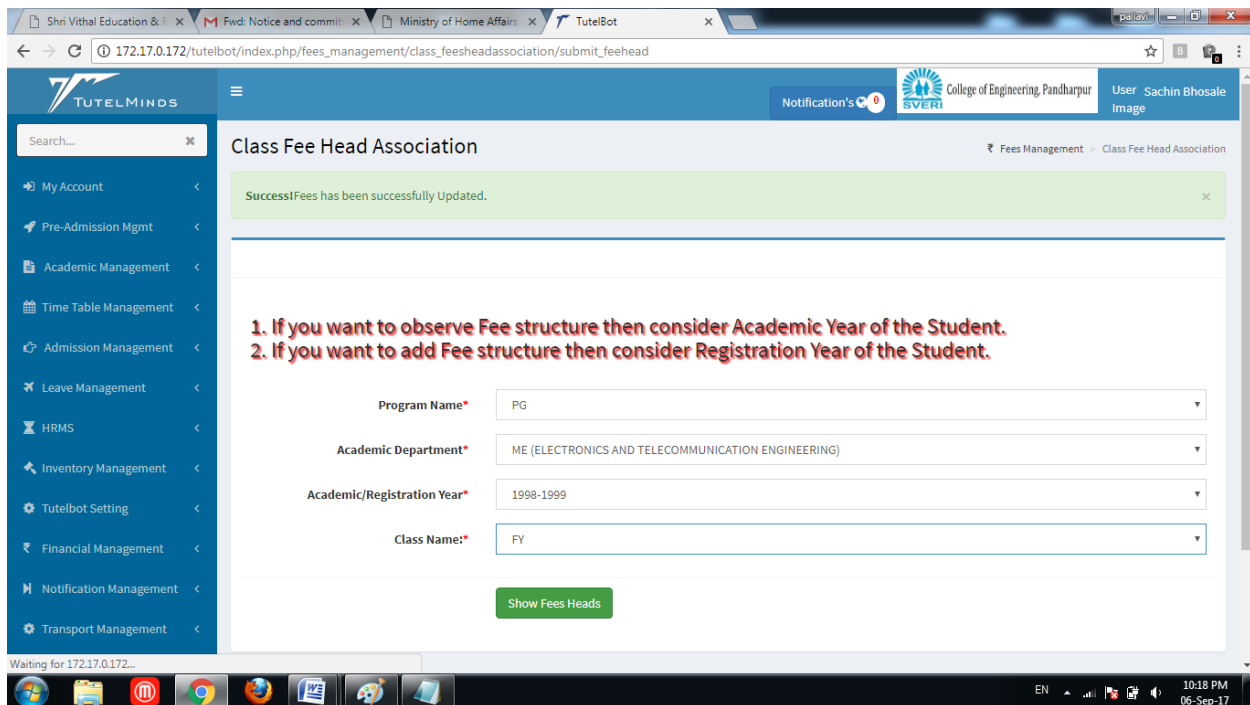 Shri Vithal Education & R
Fwd: Notice and committ
Ministry of Home Affairs
TutelBot
pallavi
172.17.0.172/tutelbot/index.php/fees_management/class_feesheadassociation/submit_feehead
TUTELMINDS
Notification's 0
SVERI
College of Engineering, Pandharpur
User Image
Sachin Bhosale
Search...
Class Fee Head Association
₹ Fees Management > Class Fee Head Association
My Account
Success!Fees has been successfully Updated.
Pre-Admission Mgmt
Academic Management
Time Table Management
1. If you want to observe Fee structure then consider Academic Year of the Student.
2. If you want to add Fee structure then consider Registration Year of the Student.
Admission Management
Leave Management
Program Name*
PG
HRMS
Academic Department*
ME (ELECTRONICS AND TELECOMMUNICATION ENGINEERING)
Inventory Management
Academic/Registration Year*
1998-1999
Tutelbot Setting
Class Name:*
FY
₹ Financial Management
Notification Management
Show Fees Heads
Transport Management
Waiting for 172.17.0.172...
EN
10:18 PM
06-Sep-17